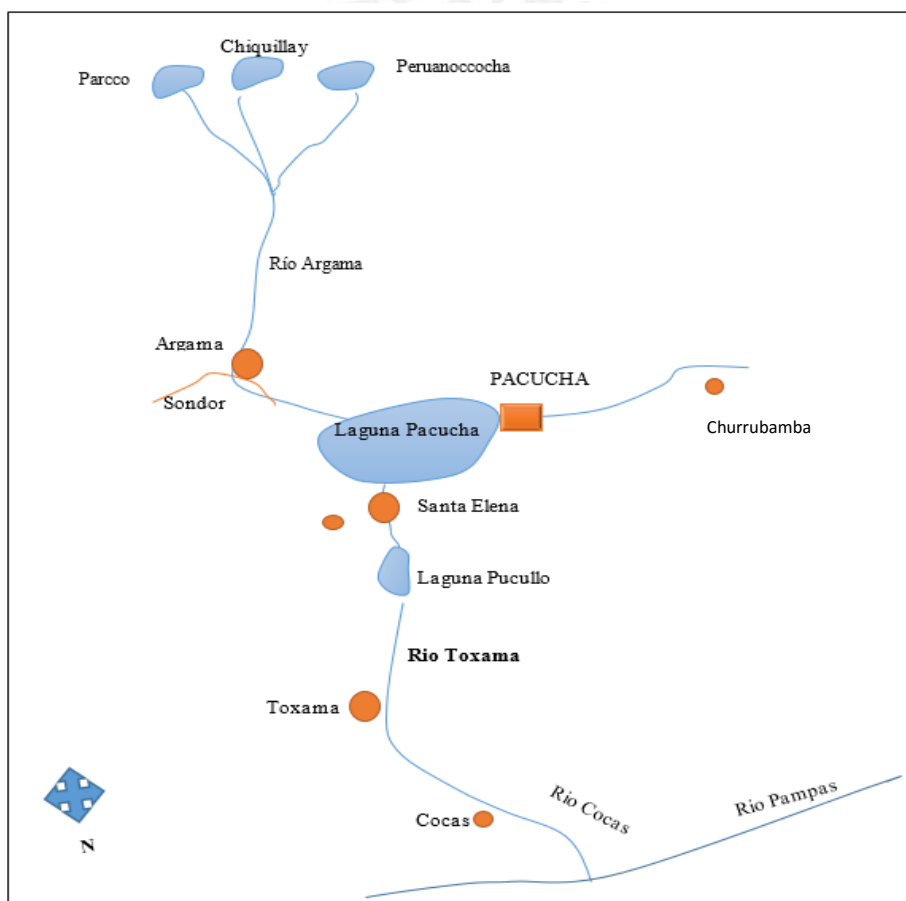 Chiquillay
Parcco
Peruanoccocha
Río Argama
Argama
PACUCHA
Sondor
Laguna Pacucha
Churrubamba
Santa Elena
Laguna Pucullo
Rio Toxama
Toxama
Rio Cocas
Rio Pampas
Cocas
N